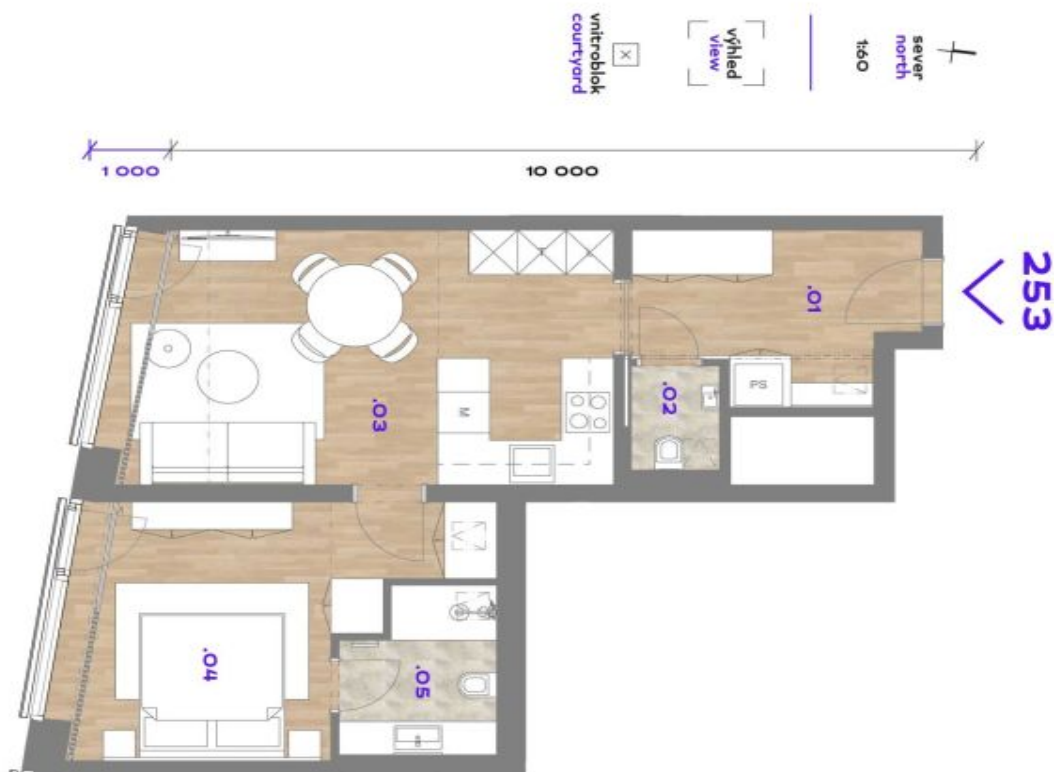 sever
north
1:60
výhled
view
vnitroblok
courtyard
X
1 000
10 000
253
.01
.02
.03
.04
.05
PS
M